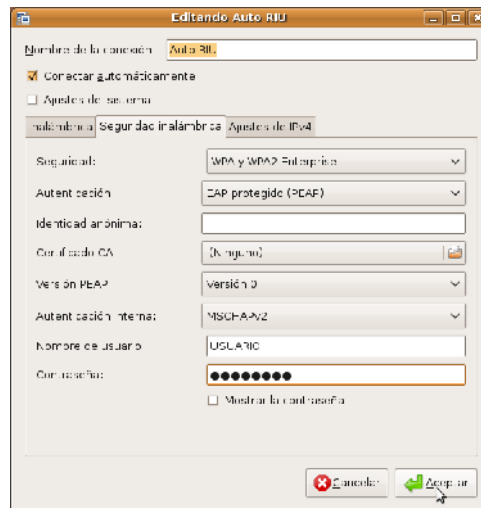 Editando Auto RIU
Nombre de la conexión: Auto RIU
Conectar automáticamente
Ajustes del sistema
Inalámbrica Seguridad inalámbrica Ajustes de IPv4
Seguridad: WPA y WPA2 Enterprise
Autenticación: EAP protegido (PEAP)
Identidad anónima:
Certificado CA: (Ninguno)
Versión PEAP: Versión 0
Autenticación interna: MSCHAPv2
Nombre de usuario: USUARIO
Contraseña: ●●●●●●●●
Mostrar la contraseña
Cancelar Aceptar